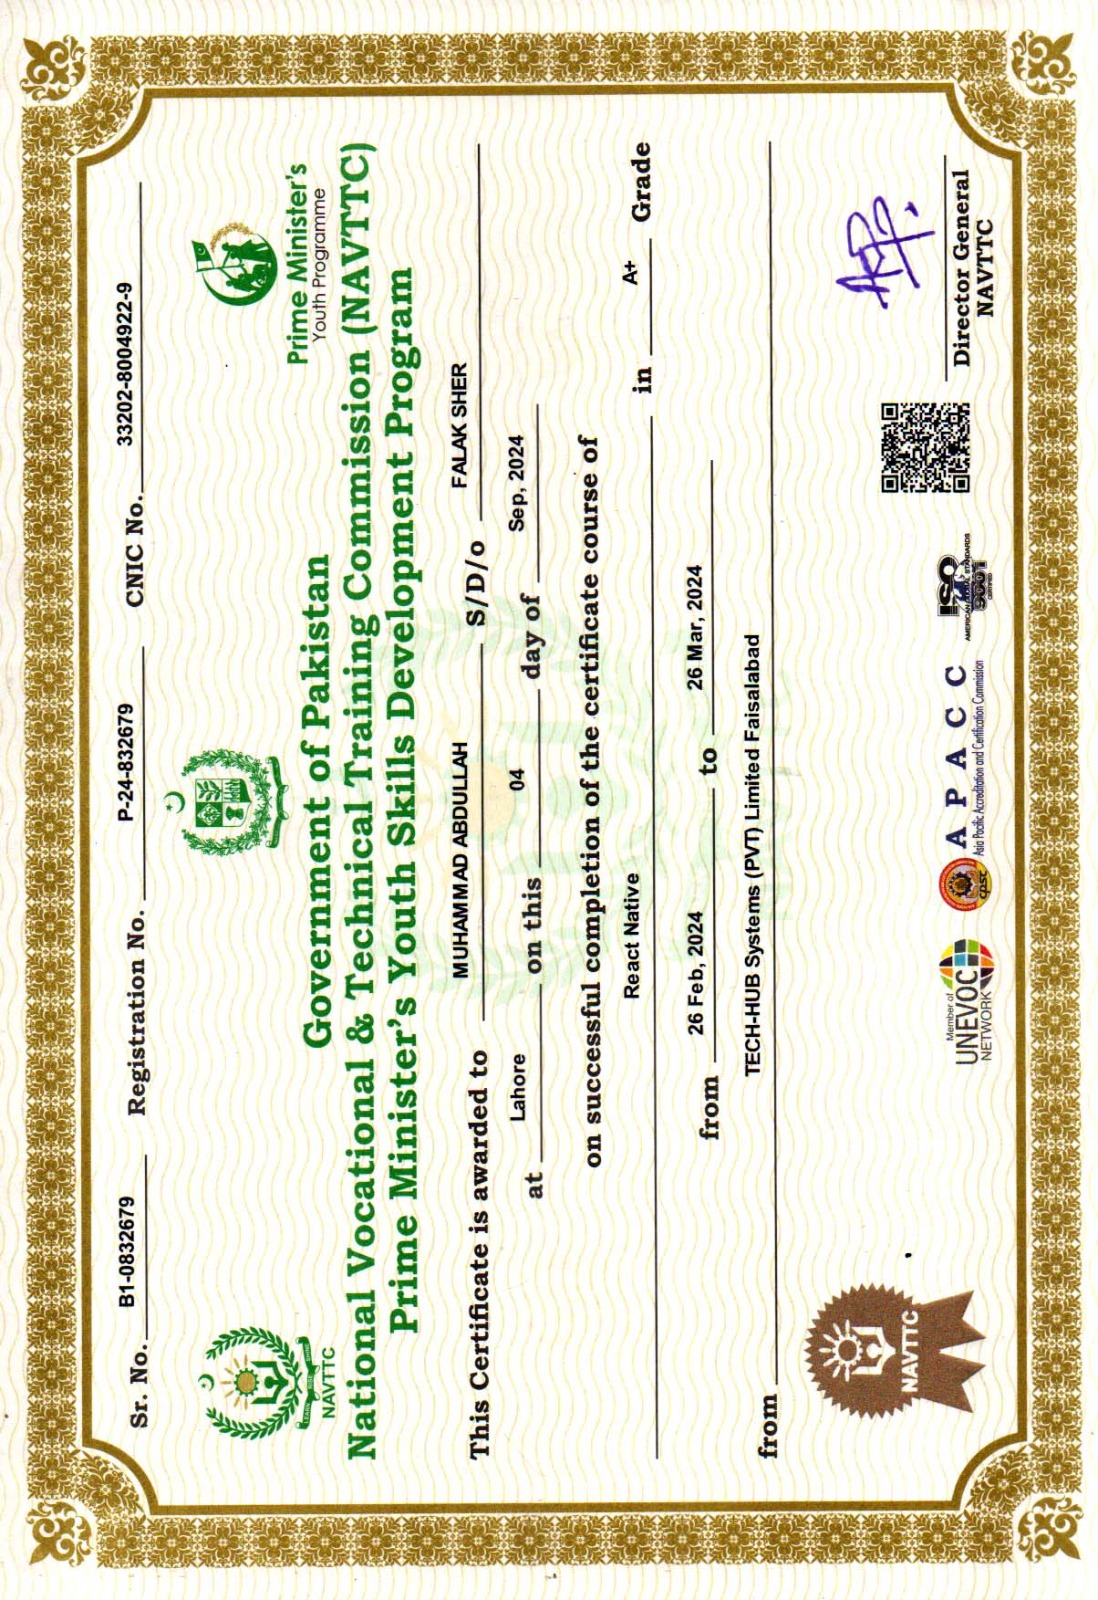 Sr. No. B1-0832679 Registration No. P-24-832679 CNIC No. 33202-8004922-9
LEARN RISE SHINE
NAVTTC
Prime Minister's
Youth Programme
Government of Pakistan
National Vocational & Technical Training Commission (NAVTTC)
Prime Minister's Youth Skills Development Program
This Certificate is awarded to MUHAMMAD ABDULLAH S/D/o FALAK SHER
at Lahore on this 04 day of Sep, 2024
on successful completion of the certificate course of
React Native in A+ Grade
from 26 Feb, 2024 to 26 Mar, 2024
from TECH-HUB Systems (PVT) Limited Faisalabad
NAVTTC
NAVTTC
Member of
UNEVOC
NETWORK
cpsc
APACC
Asia Pacific Accreditation and Certification Commission
ISO
AMERICAN GLOBAL STANDARDS
9001
CERTIFIED
Director General
NAVTTC